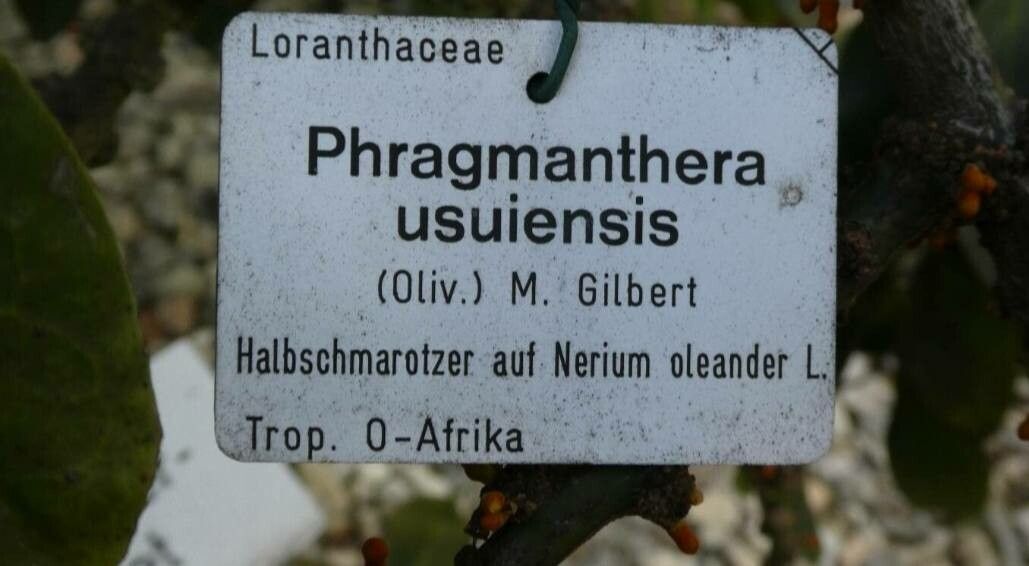 Loranthaceae
Phragmanthera
usuiensis
(Oliv.) M. Gilbert
Halbschmarotzer auf Nerium oleander L.
Trop. O-Afrika